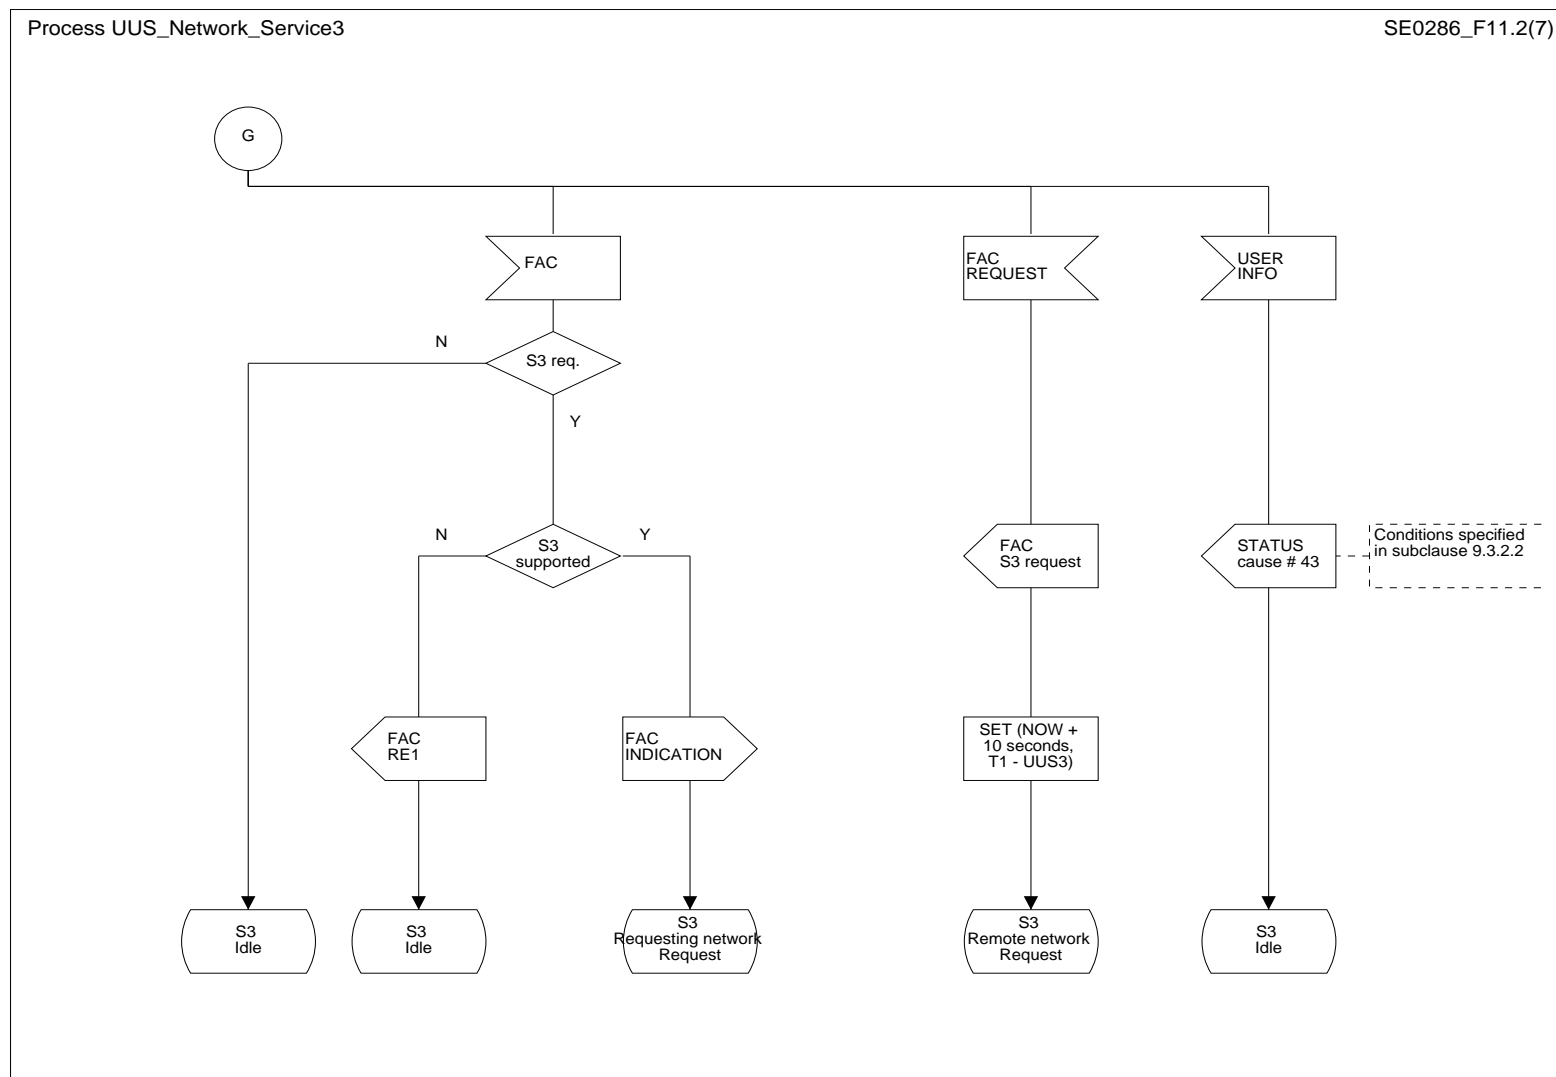 Process UUS_Network_Service3
SE0286_F11.2(7)
G
FAC
FAC
REQUEST
USER
INFO
N
S3 req.
Y
N
S3
supported
Y
FAC
S3 request
STATUS
cause # 43
Conditions specified
in subclause 9.3.2.2
FAC
RE1
FAC
INDICATION
SET (NOW +
10 seconds,
T1 - UUS3)
S3
Idle
S3
Idle
S3
Requesting network
Request
S3
Remote network
Request
S3
Idle